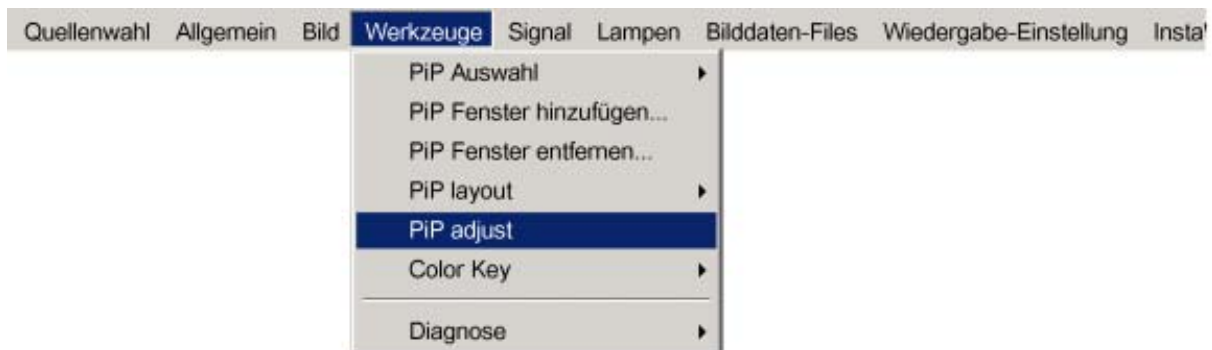 Quellenwahl Allgemein Bild Werkzeuge Signal Lampen Bilddaten-Files Wiedergabe-Einstellung
PiP Auswahl
PiP Fenster hinzufügen...
PiP Fenster entfernen...
PiP layout
PiP adjust
Color Key
Diagnose